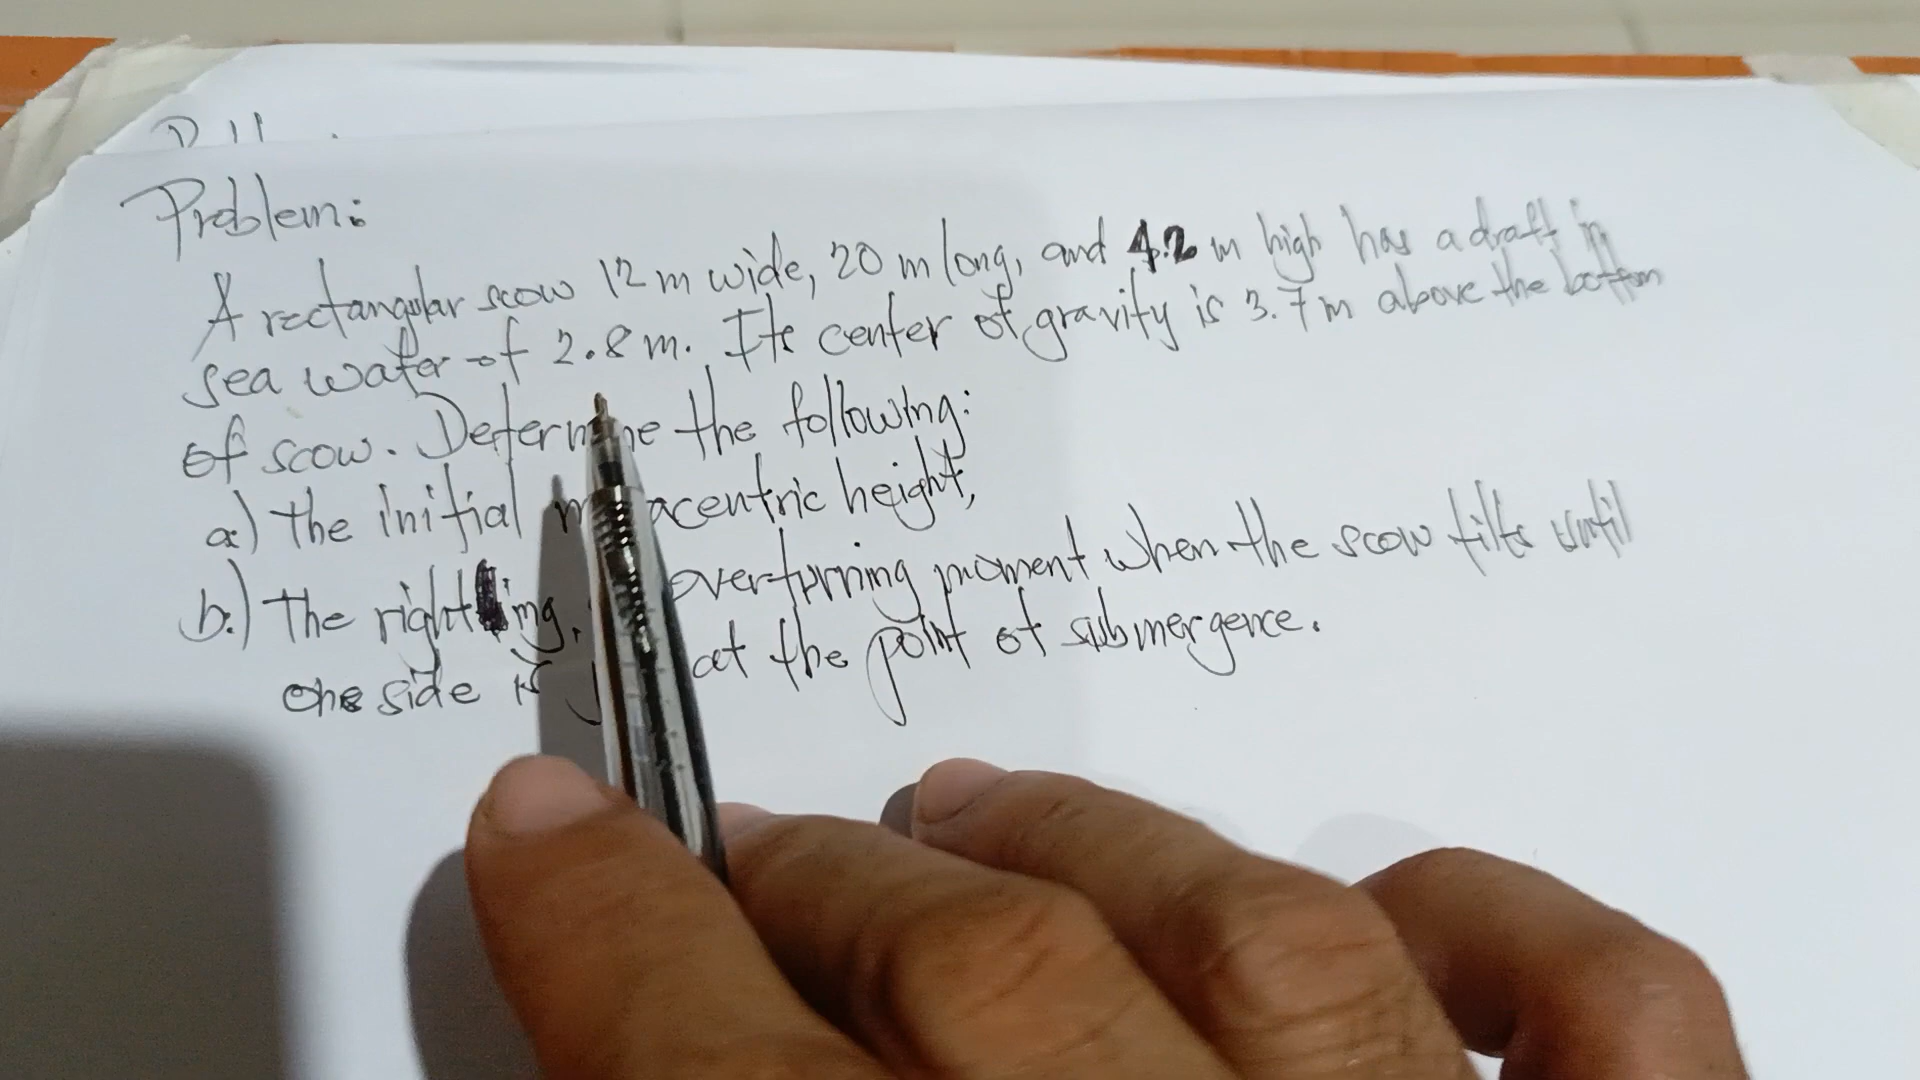 Problem:
A rectangular scow 12 m wide, 20 m long, and 4.2 m high has a draft in
sea water of 2.8 m. Its center of gravity is 3.7 m above the bottom
of scow. Determine the following:
a) the initial metacentric height,
b.) the righting, overturning moment when the scow tilts until
one side is at the point of submergence.